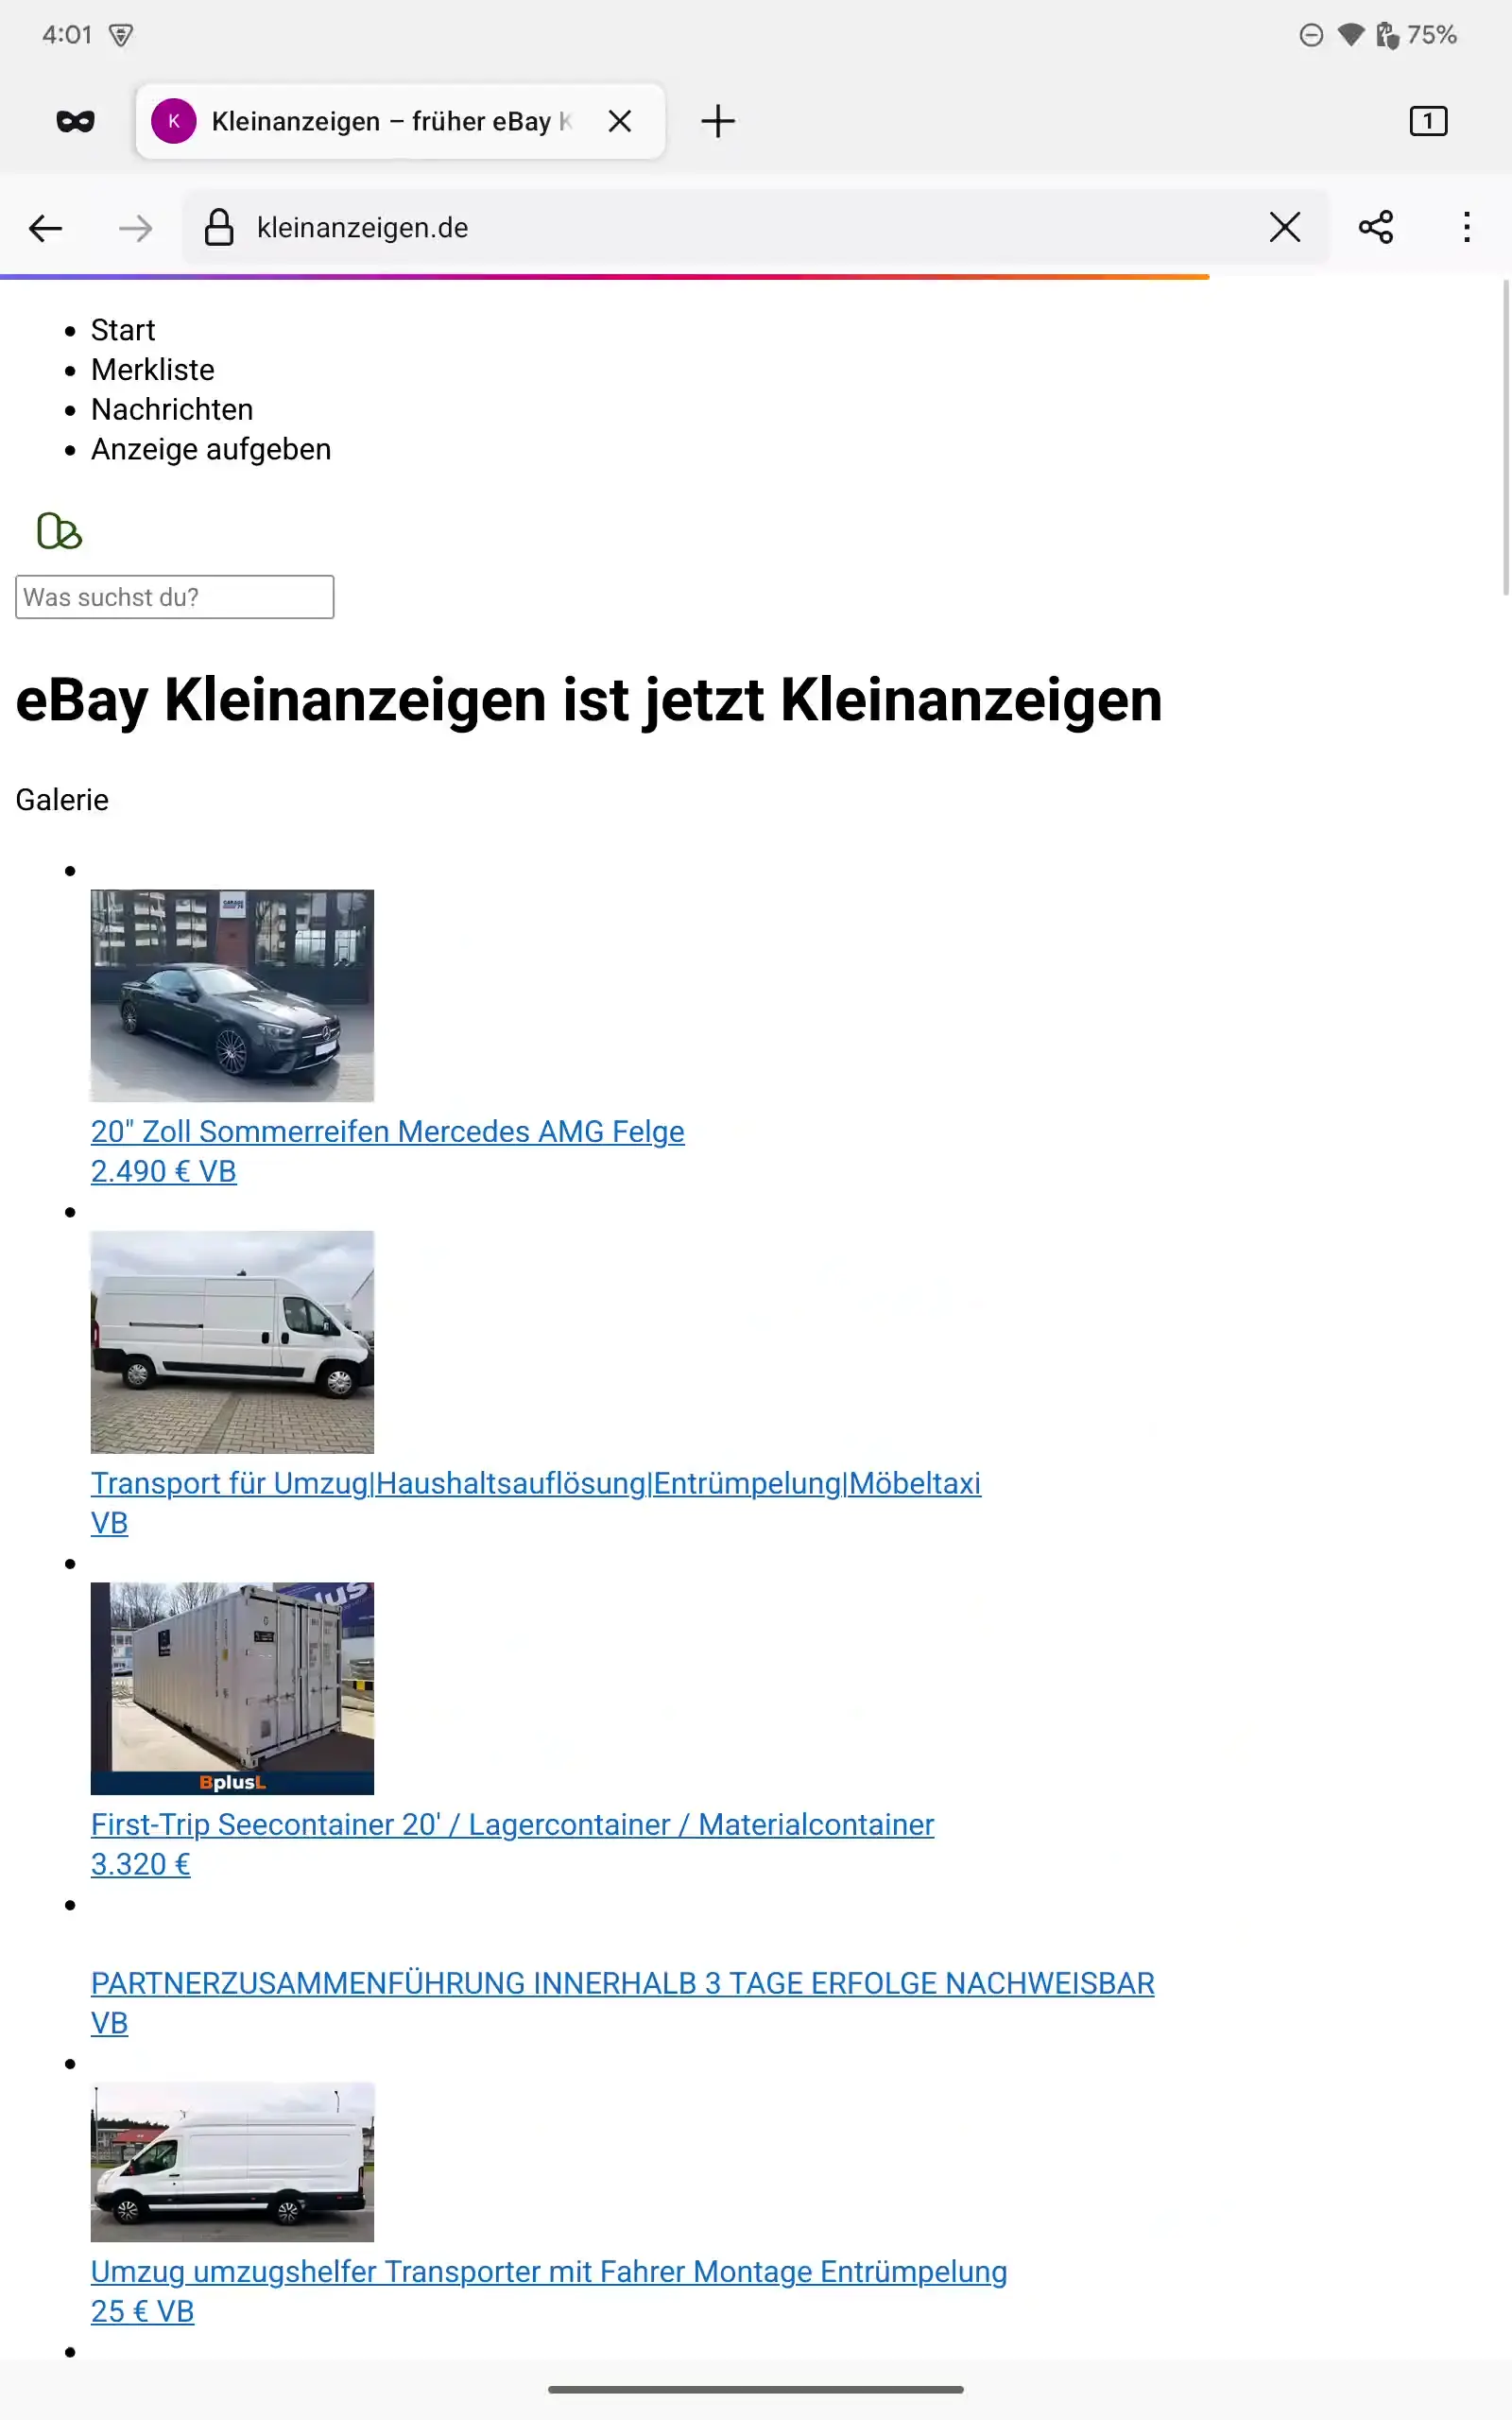 4:01
75%
K
Kleinanzeigen – früher eBay K
1
kleinanzeigen.de
Start
Merkliste
Nachrichten
Anzeige aufgeben
Was suchst du?
eBay Kleinanzeigen ist jetzt Kleinanzeigen
Galerie
20" Zoll Sommerreifen Mercedes AMG Felge
2.490 € VB
Transport für Umzug|Haushaltsauflösung|Entrümpelung|Möbeltaxi
VB
BplusL
First-Trip Seecontainer 20' / Lagercontainer / Materialcontainer
3.320 €
PARTNERZUSAMMENFÜHRUNG INNERHALB 3 TAGE ERFOLGE NACHWEISBAR
VB
Umzug umzugshelfer Transporter mit Fahrer Montage Entrümpelung
25 € VB